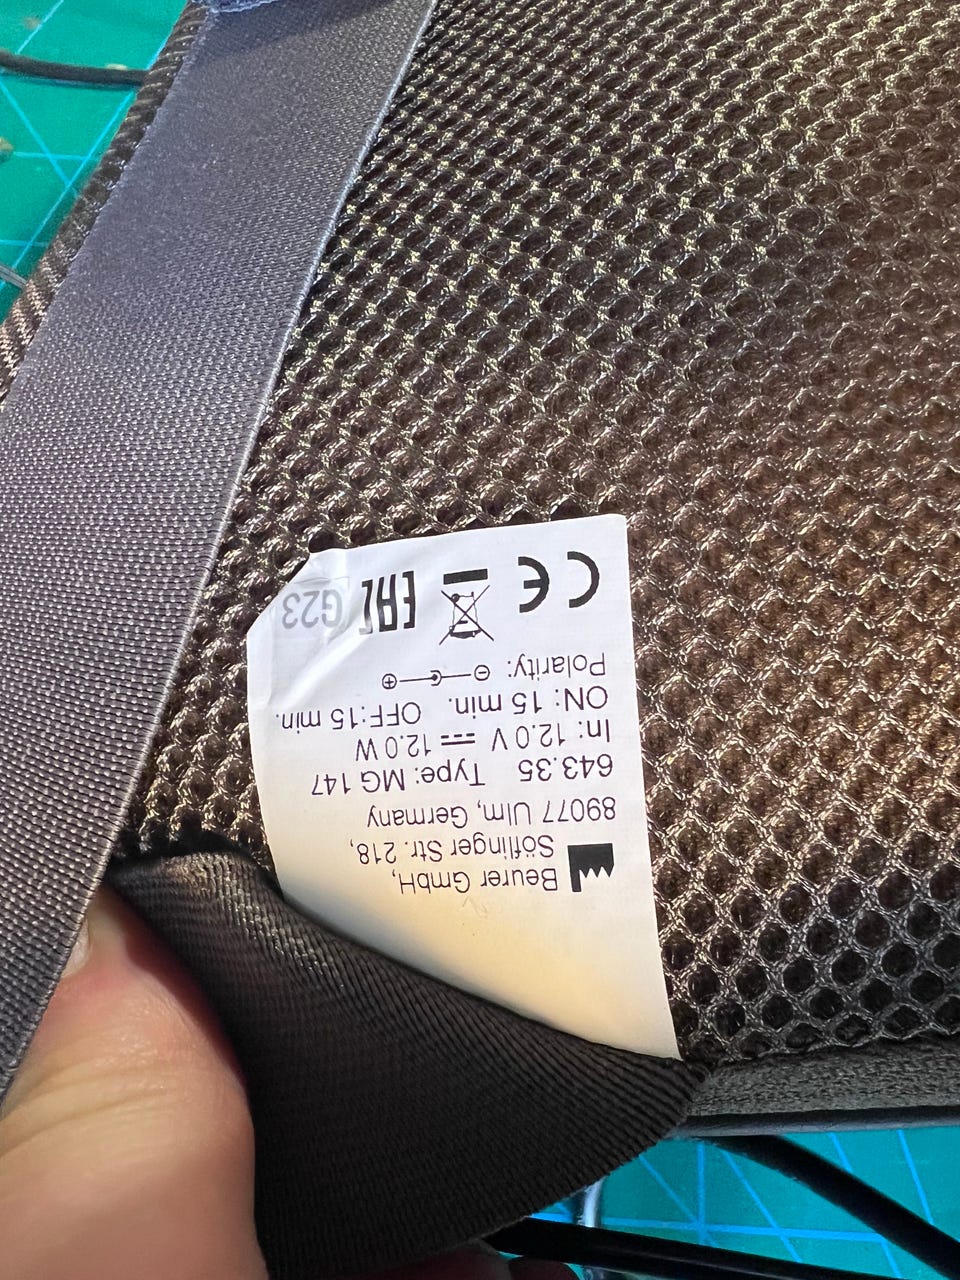 Beurer GmbH,
Söflinger Str. 218,
89077 Ulm, Germany
643.35 Type: MG 147
In: 12.0 V ⎓ 12.0 W
ON: 15 min. OFF:15 min.
Polarity: ⊖ ⊕
CE EAC G23